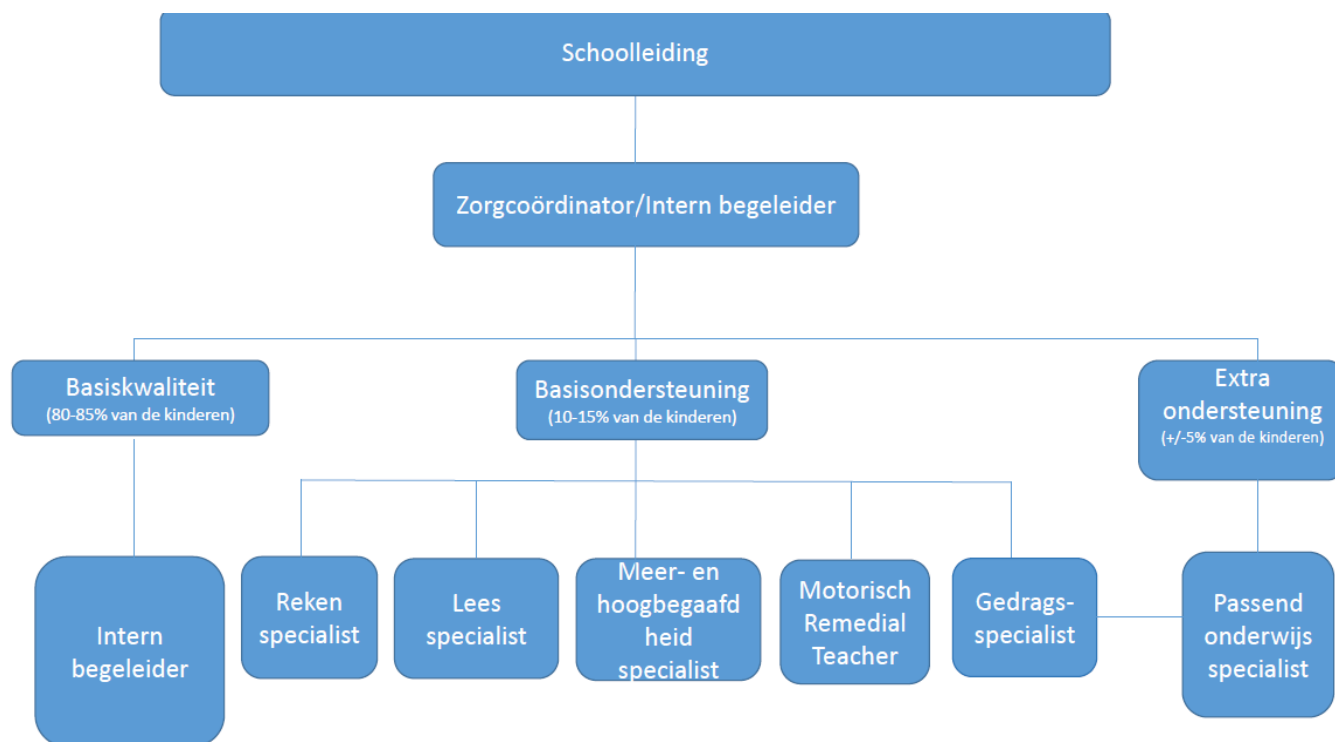 Schoolleiding
Zorgcoördinator/Intern begeleider
Basiskwaliteit
(80-85% van de kinderen)
Basisondersteuning
(10-15% van de kinderen)
Extra
ondersteuning
(+/-5% van de kinderen)
Intern
begeleider
Reken
specialist
Lees
specialist
Meer- en
hoogbegaafd
heid
specialist
Motorisch
Remedial
Teacher
Gedrags-
specialist
Passend
onderwijs
specialist